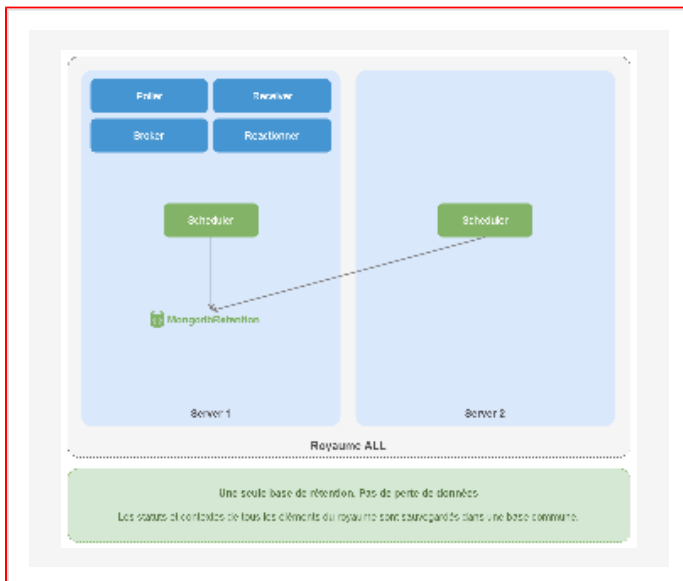 Poller
Receiver
Broker
Reactionner
Scheduler
Scheduler
MongodbRetention
Server 1
Server 2
Royaume ALL
Une seule base de rétention. Pas de perte de données
Les statuts et contextes de tous les éléments du royaume sont sauvegardés dans une base commune.